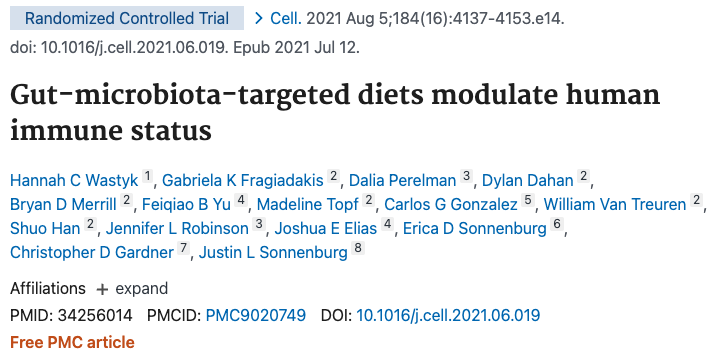 Randomized Controlled Trial > Cell. 2021 Aug 5;184(16):4137-4153.e14.
doi: 10.1016/j.cell.2021.06.019. Epub 2021 Jul 12.
Gut-microbiota-targeted diets modulate human
immune status
Hannah C Wastyk 1, Gabriela K Fragiadakis 2, Dalia Perelman 3, Dylan Dahan 2,
Bryan D Merrill 2, Feiqiao B Yu 4, Madeline Topf 2, Carlos G Gonzalez 5, William Van Treuren 2,
Shuo Han 2, Jennifer L Robinson 3, Joshua E Elias 4, Erica D Sonnenburg 6,
Christopher D Gardner 7, Justin L Sonnenburg 8
Affiliations + expand
PMID: 34256014 PMCID: PMC9020749 DOI: 10.1016/j.cell.2021.06.019
Free PMC article